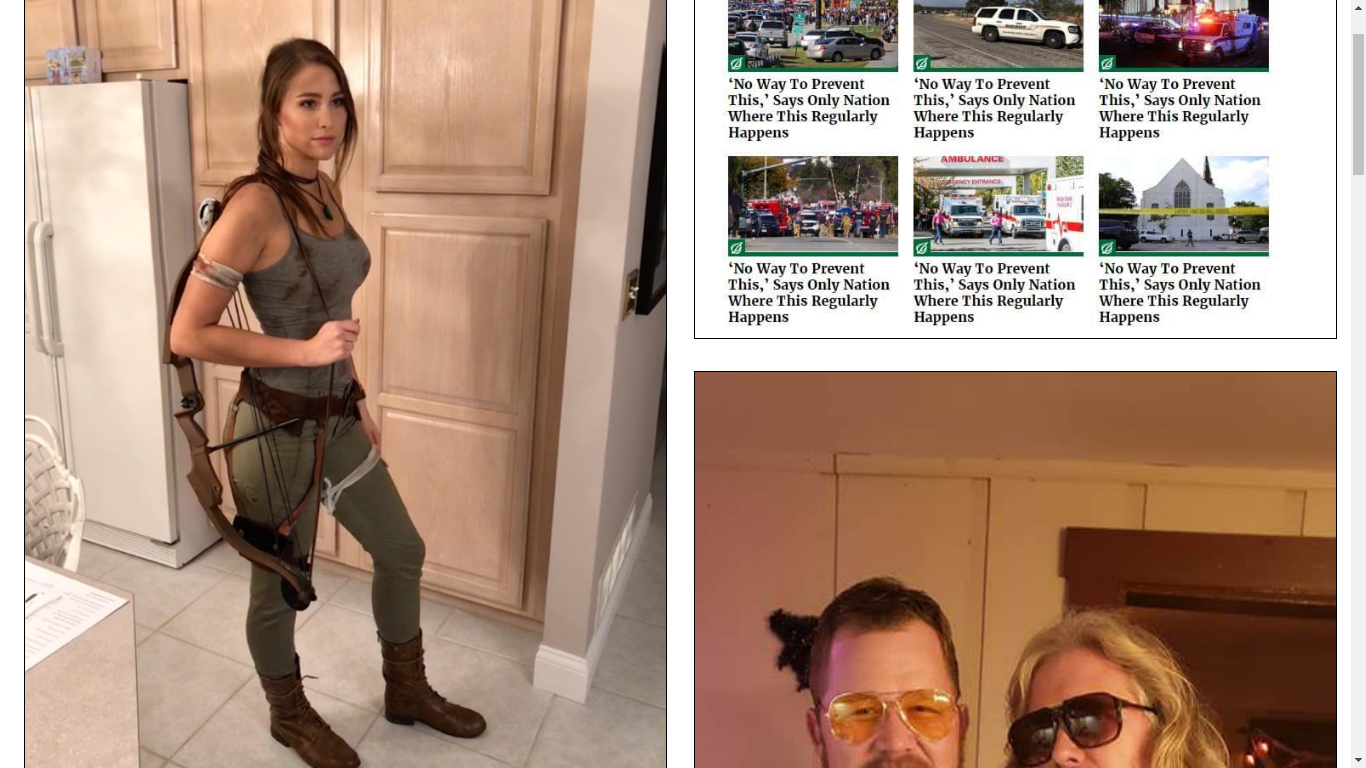 ‘No Way To Prevent
This,’ Says Only Nation
Where This Regularly
Happens
‘No Way To Prevent
This,’ Says Only Nation
Where This Regularly
Happens
‘No Way To Prevent
This,’ Says Only Nation
Where This Regularly
Happens
AMBULANCE
‘No Way To Prevent
This,’ Says Only Nation
Where This Regularly
Happens
‘No Way To Prevent
This,’ Says Only Nation
Where This Regularly
Happens
‘No Way To Prevent
This,’ Says Only Nation
Where This Regularly
Happens